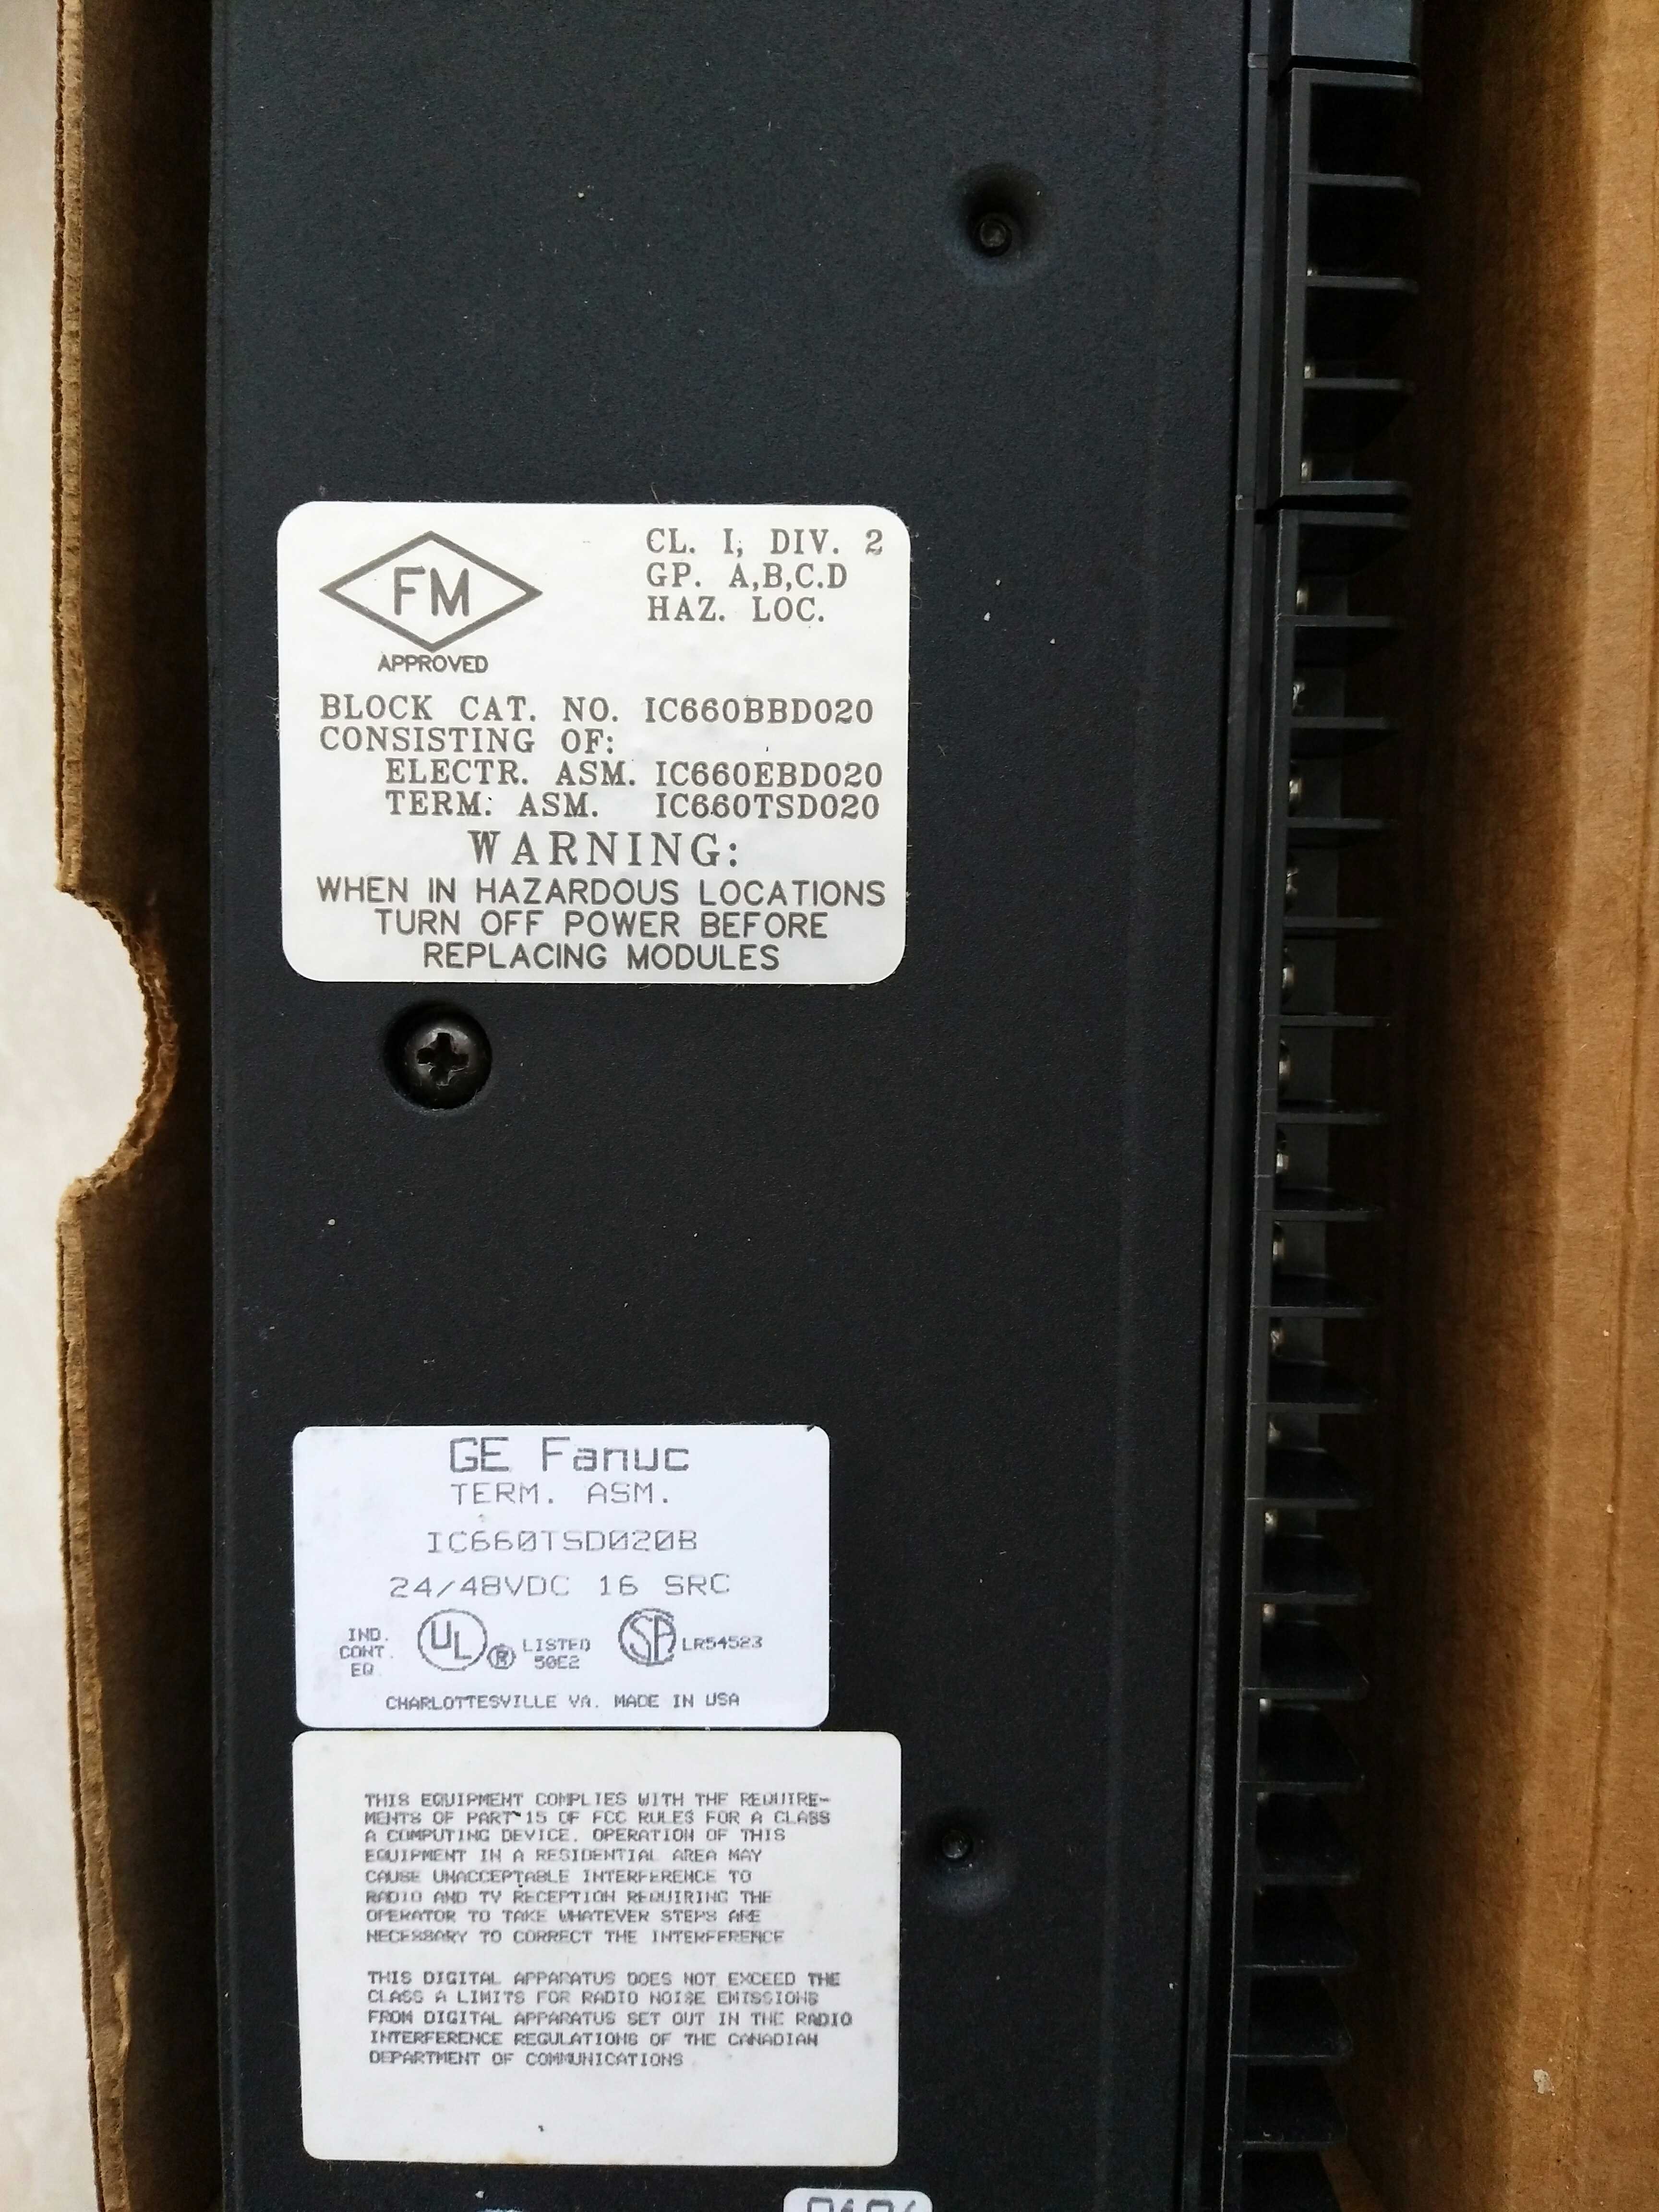 FM
APPROVED
CL. I, DIV. 2
GP. A,B,C.D
HAZ. LOC.
BLOCK CAT. NO. IC660BBD020
CONSISTING OF:
ELECTR. ASM. IC660EBD020
TERM. ASM. IC660TSD020
WARNING:
WHEN IN HAZARDOUS LOCATIONS
TURN OFF POWER BEFORE
REPLACING MODULES
GE Fanuc
TERM. ASM.
IC660TSD020B
24/48VDC 16 SRC
IND.
CONT.
EQ
UL ® LISTED
50E2
SA LR54523
CHARLOTTESVILLE VA. MADE IN USA
THIS EQUIPMENT COMPLIES WITH THE REQUIRE-
MENTS OF PART 15 OF FCC RULES FOR A CLASS
A COMPUTING DEVICE. OPERATION OF THIS
EQUIPMENT IN A RESIDENTIAL AREA MAY
CAUSE UNACCEPTABLE INTERFERENCE TO
RADIO AND TV RECEPTION REQUIRING THE
OPERATOR TO TAKE WHATEVER STEPS ARE
NECESSARY TO CORRECT THE INTERFERENCE
THIS DIGITAL APPARATUS DOES NOT EXCEED THE
CLASS A LIMITS FOR RADIO NOISE EMISSIONS
FROM DIGITAL APPARATUS SET OUT IN THE RADIO
INTERFERENCE REGULATIONS OF THE CANADIAN
DEPARTMENT OF COMMUNICATIONS